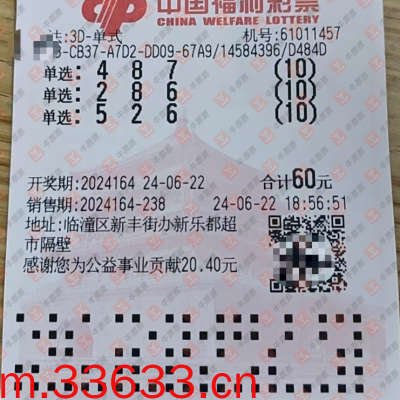 中国福利彩票
CHINA WELFARE LOTTERY
:3D-单式 机号:61011457
-CB37-A7D2-DD09-67A9/14584396/D484D
单选: 4 8 7 (10)
单选: 2 8 6 (10)
单选: 5 2 6 (10)
开奖期:2024164 24-06-22 合计60元
销售期:2024164-238 24-06-22 18:56:51
地址:临潼区新丰街办新乐都超
市隔壁
感谢您为公益事业贡献20.40元
m.33633.cn